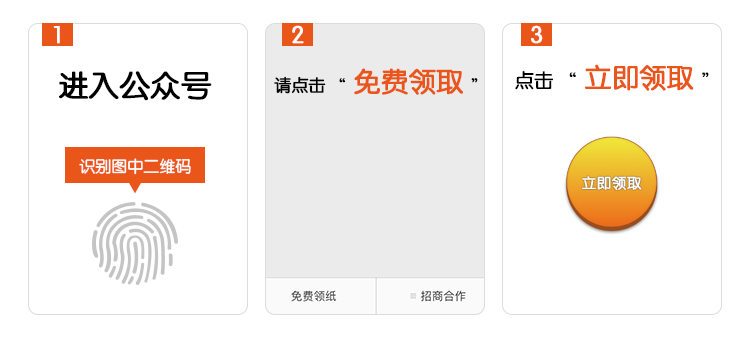 1
进入公众号
识别图中二维码
2
请点击 “ 免费领取 ”
免费领纸
≡ 招商合作
3
点击 “ 立即领取 ”
立即领取